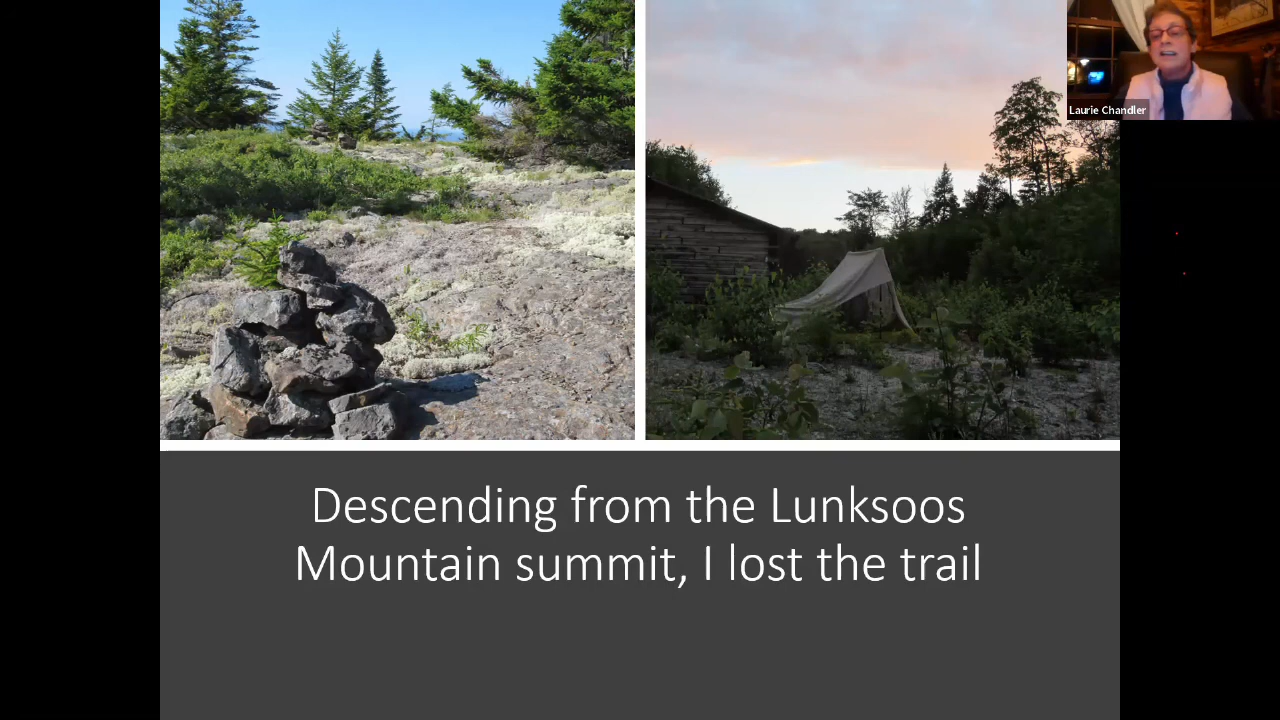 Laurie Chandler
Descending from the Lunksoos
Mountain summit, I lost the trail